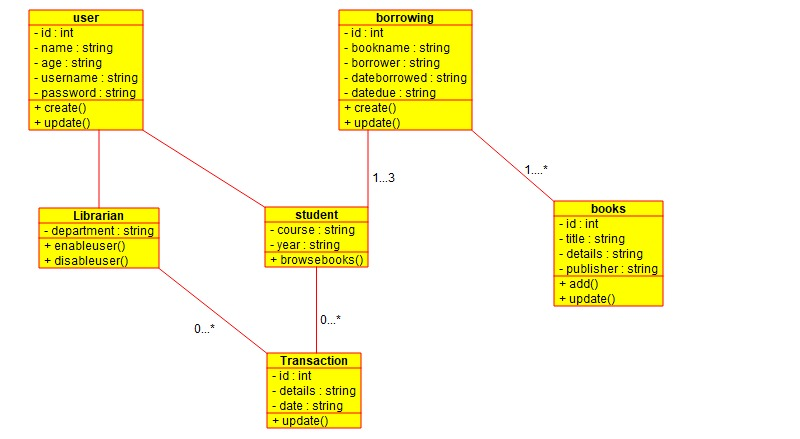 user
- id : int
- name : string
- age : string
- username : string
- password : string
+ create()
+ update()
borrowing
- id : int
- bookname : string
- borrower : string
- dateborrowed : string
- datedue : string
+ create()
+ update()
1...3
1....*
Librarian
- department : string
+ enableuser()
+ disableuser()
student
- course : string
- year : string
+ browsebooks()
books
- id : int
- title : string
- details : string
- publisher : string
+ add()
+ update()
0...*
0...*
Transaction
- id : int
- details : string
- date : string
+ update()